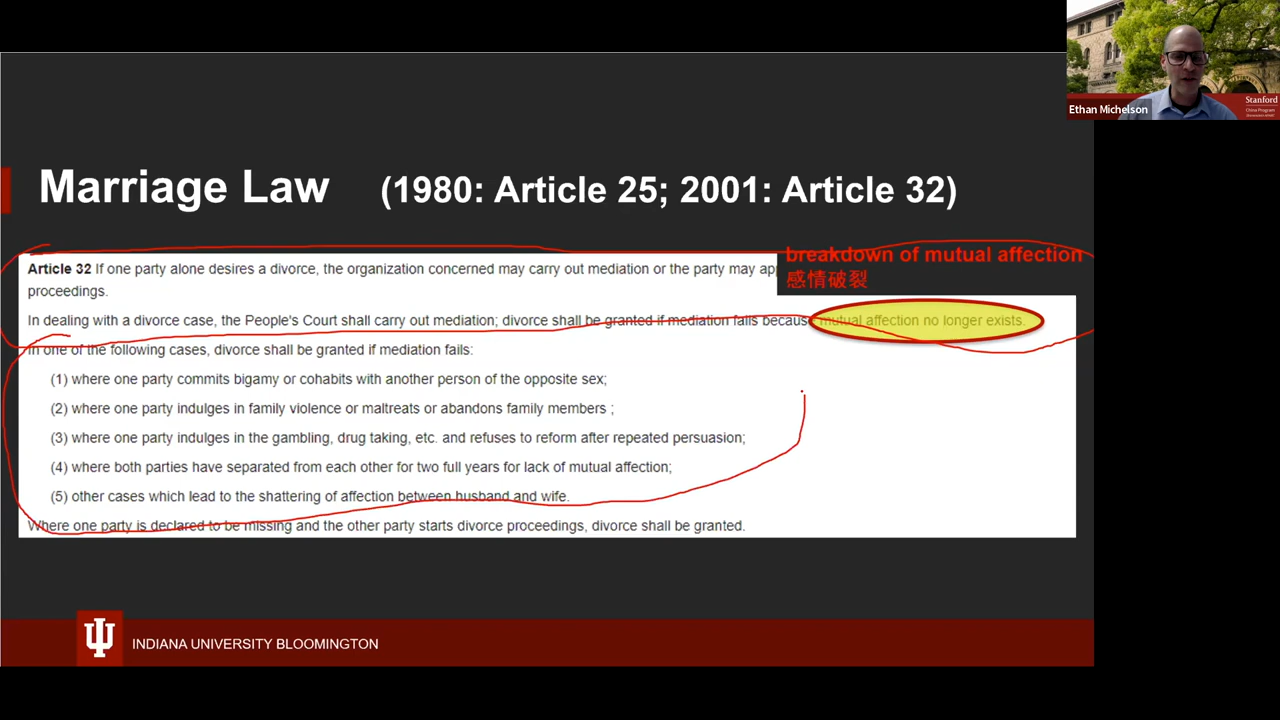 Ethan Michelson
Stanford
China Program
Marriage Law (1980: Article 25; 2001: Article 32)
breakdown of mutual affection
感情破裂
Article 32 If one party alone desires a divorce, the organization concerned may carry out mediation or the party may
proceedings.
In dealing with a divorce case, the People's Court shall carry out mediation; divorce shall be granted if mediation fails because mutual affection no longer exists.
In one of the following cases, divorce shall be granted if mediation fails:
(1) where one party commits bigamy or cohabits with another person of the opposite sex;
(2) where one party indulges in family violence or maltreats or abandons family members ;
(3) where one party indulges in the gambling, drug taking, etc. and refuses to reform after repeated persuasion;
(4) where both parties have separated from each other for two full years for lack of mutual affection;
(5) other cases which lead to the shattering of affection between husband and wife.
Where one party is declared to be missing and the other party starts divorce proceedings, divorce shall be granted.
INDIANA UNIVERSITY BLOOMINGTON